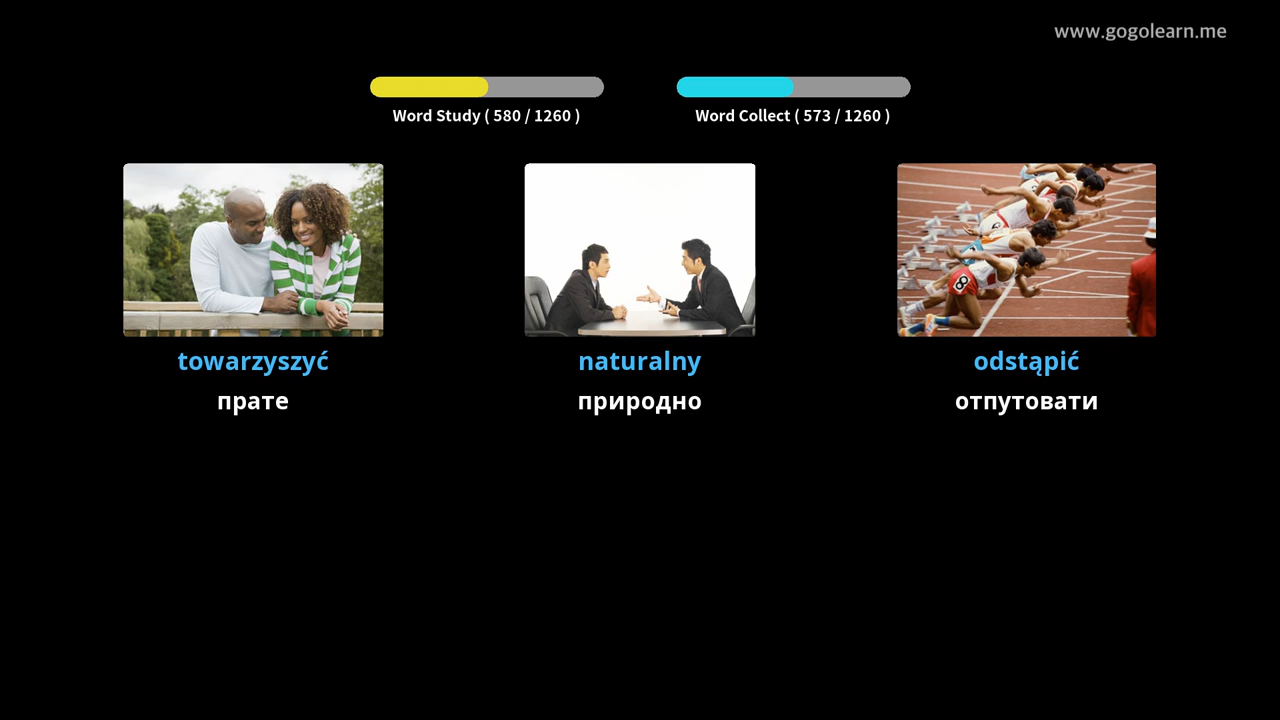 www.gogolearn.me
Word Study ( 580 / 1260 )
Word Collect ( 573 / 1260 )
towarzyszyć
прате
naturalny
природно
odstąpić
отпутовати